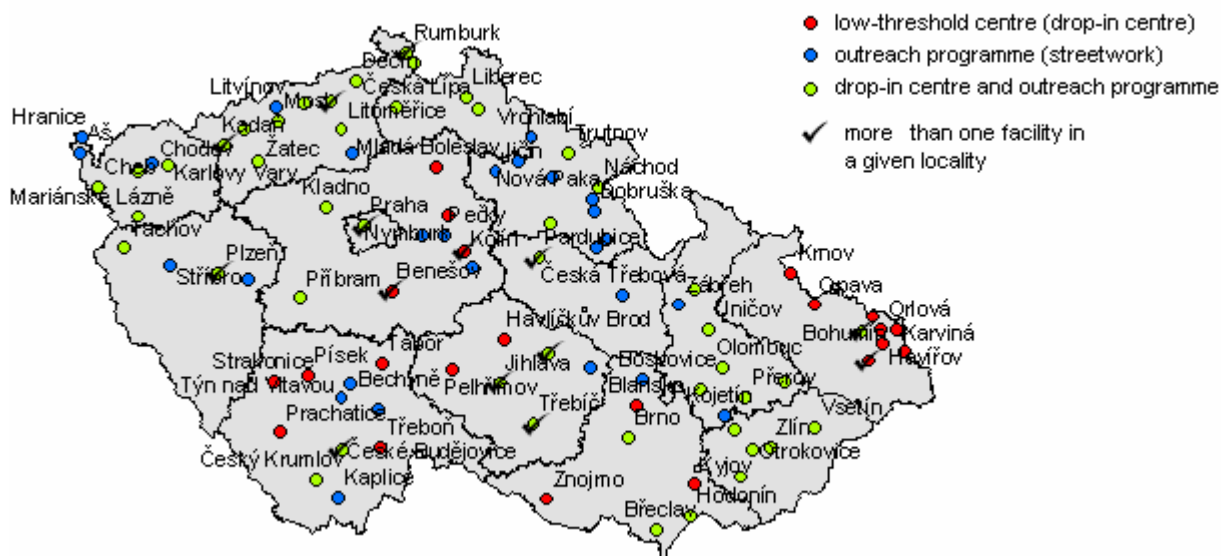 low-threshold centre (drop-in centre)
outreach programme (streetwork)
drop-in centre and outreach programme
more than one facility in
a given locality
Rumburk
Liberec
Litvínov
Česká Lípa
Most
Litoměřice
Vrchlabí
Hranice
Aš
Kadaň
Trutnov
Cheb
Chodov
Žatec
Mladá Boleslav
Jičín
Karlovy Vary
Náchod
Nová Paka
Dobruška
Mariánské Lázně
Kladno
Praha
Pečky
Nymburk
Kolín
Pardubice
Tachov
Plzeň
Stříbro
Příbram
Benešov
Česká Třebová
Zábřeh
Krnov
Opava
Uničov
Orlová
Bohumín
Karviná
Havířov
Havlíčkův Brod
Tábor
Písek
Strakonice
Jihlava
Boskovice
Olomouc
Týn nad Vltavou
Bechyně
Pelhřimov
Blansko
Přerov
Prachatice
Třebíč
Brno
Kojetín
Vsetín
Třeboň
Zlín
Český Krumlov
České Budějovice
Otrokovice
Kaplice
Kyjov
Znojmo
Hodonín
Břeclav